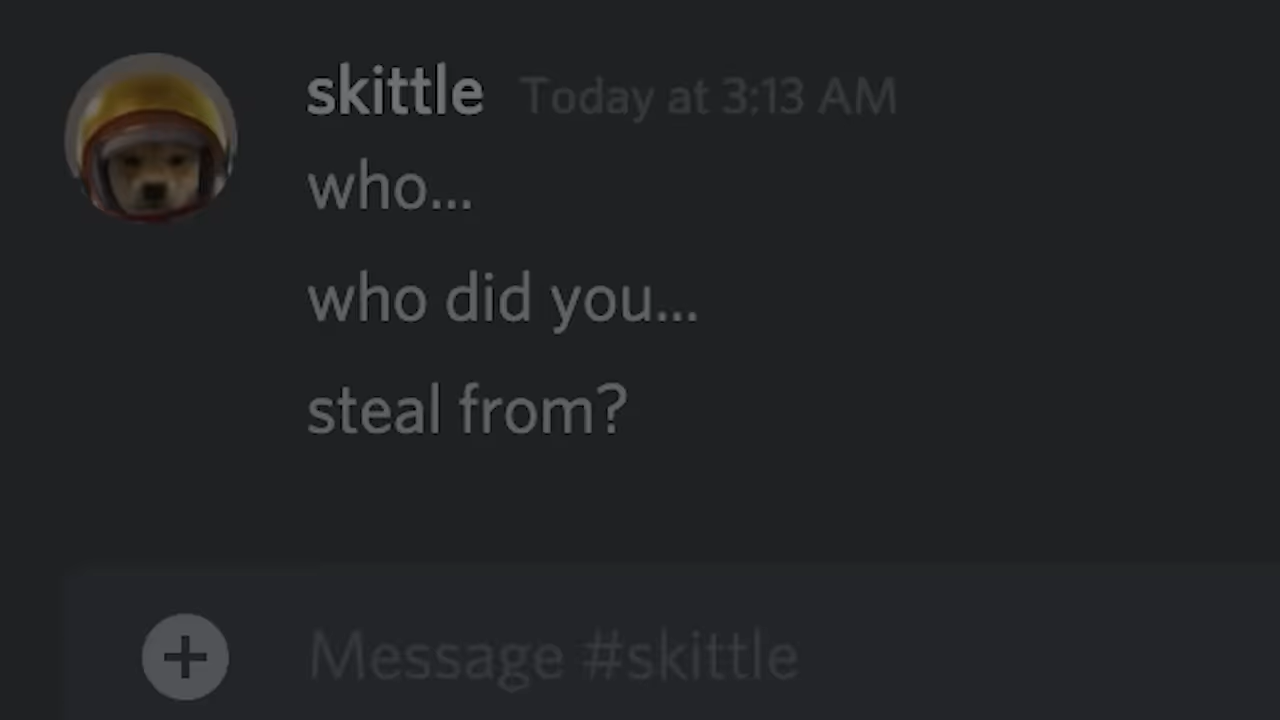 skittle Today at 3:13 AM
who...
who did you...
steal from?
Message #skittle